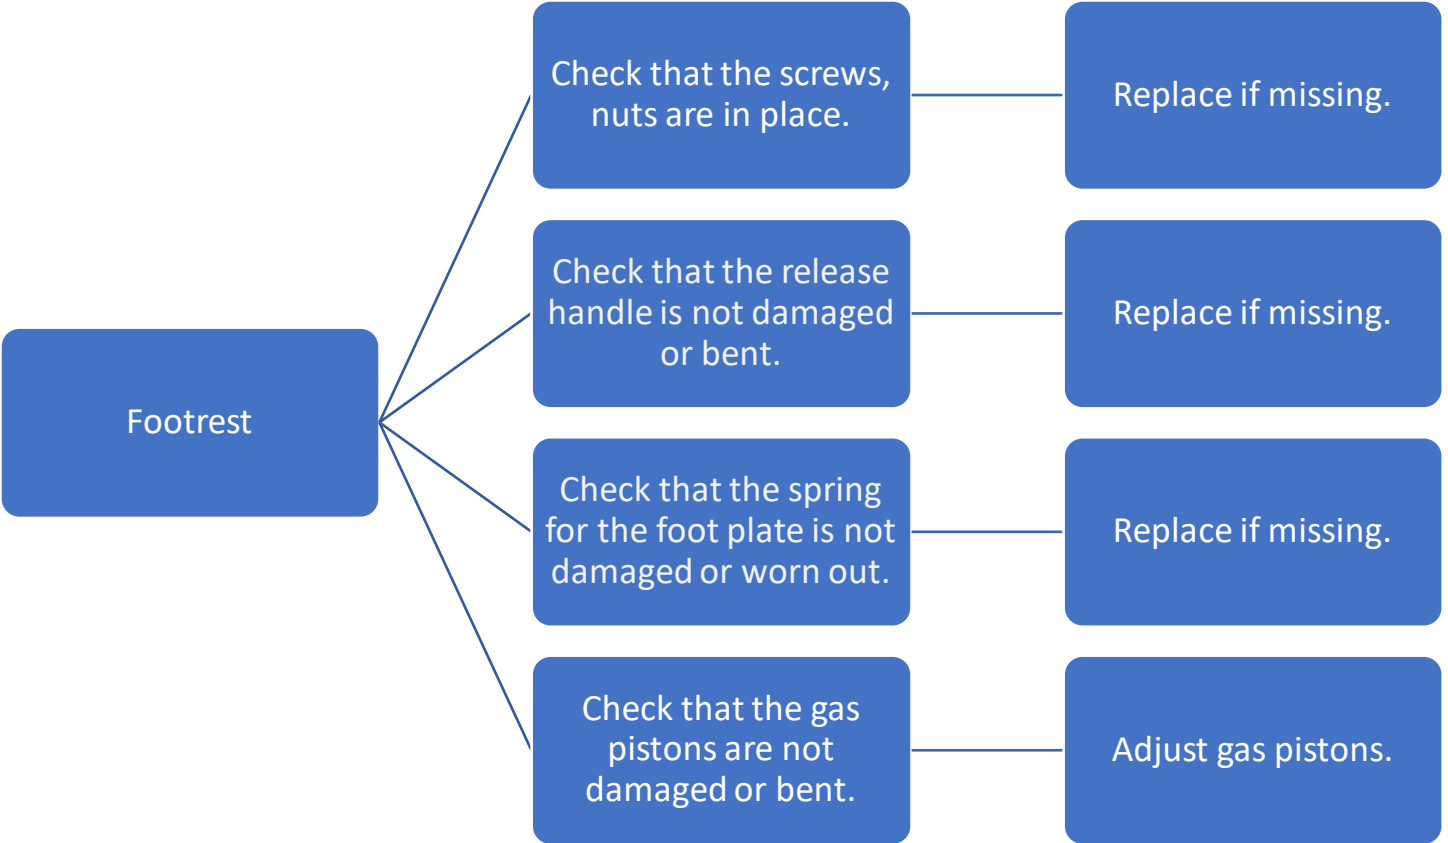 Footrest
Check that the screws,
nuts are in place.
Replace if missing.
Check that the release
handle is not damaged
or bent.
Replace if missing.
Check that the spring
for the foot plate is not
damaged or worn out.
Replace if missing.
Check that the gas
pistons are not
damaged or bent.
Adjust gas pistons.